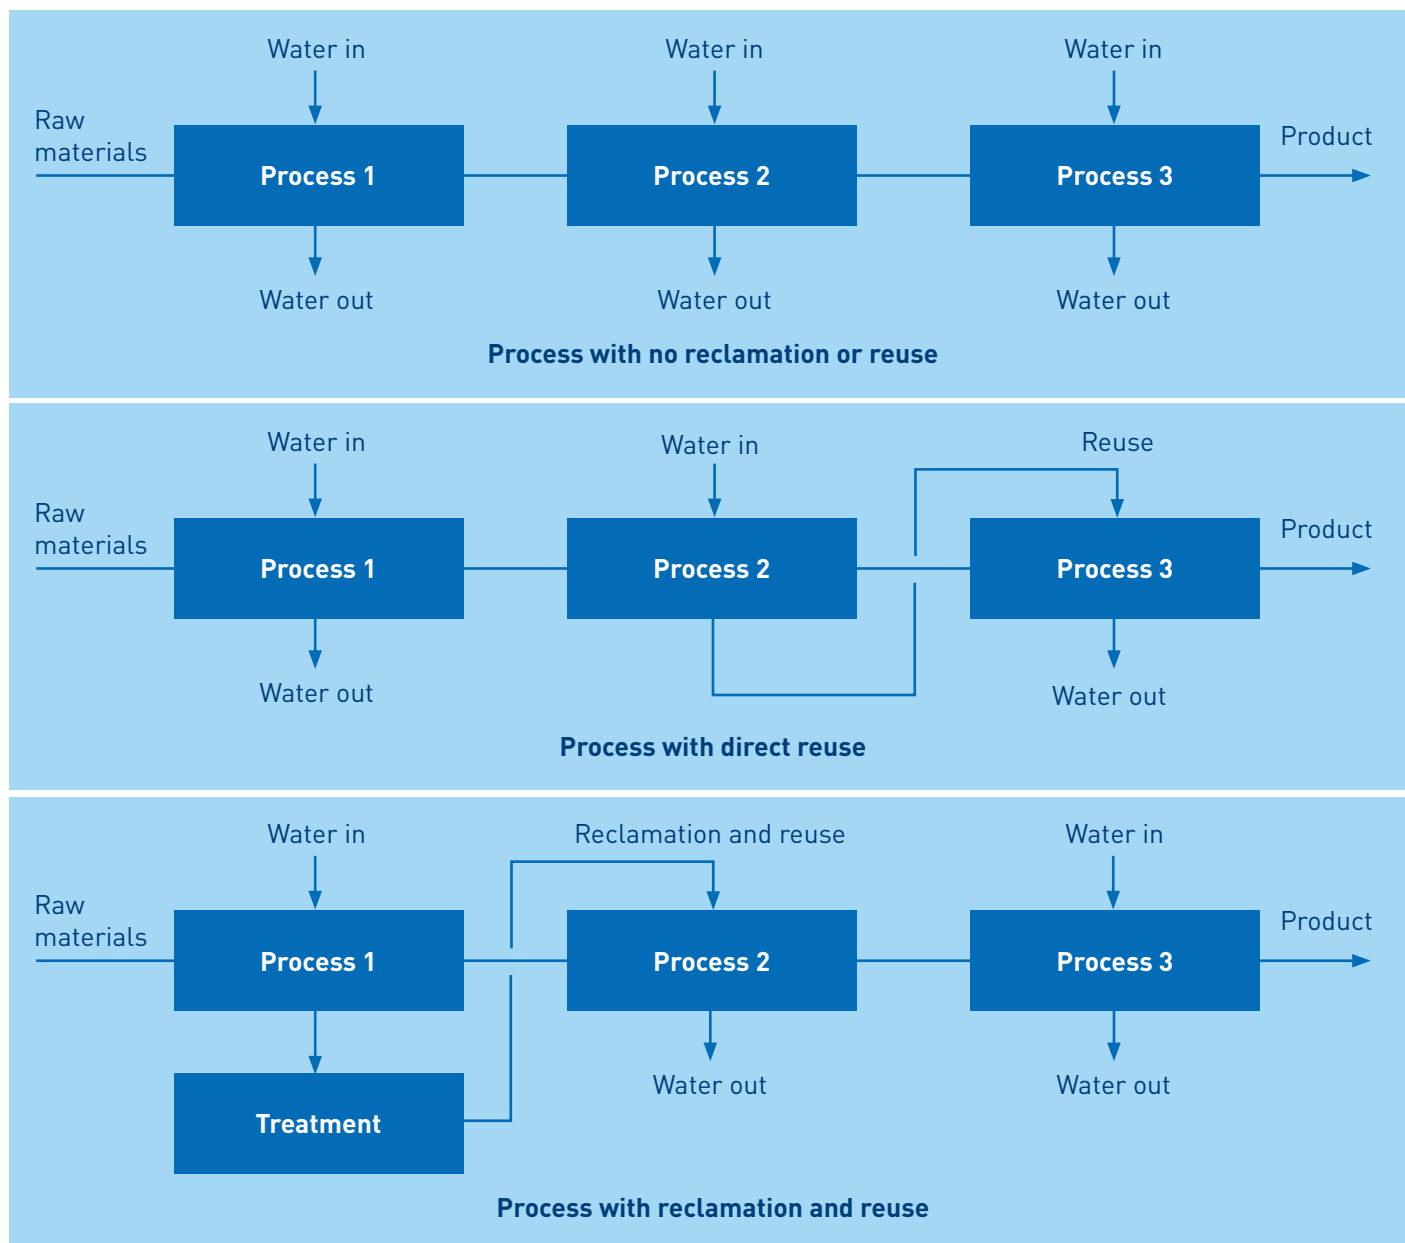 Water in
Water in
Water in
Raw
materials
Process 1
Process 2
Process 3
Product
Water out
Water out
Water out
Process with no reclamation or reuse
Water in
Water in
Reuse
Raw
materials
Process 1
Process 2
Process 3
Product
Water out
Water out
Process with direct reuse
Water in
Reclamation and reuse
Water in
Raw
materials
Process 1
Process 2
Process 3
Product
Water out
Water out
Treatment
Process with reclamation and reuse